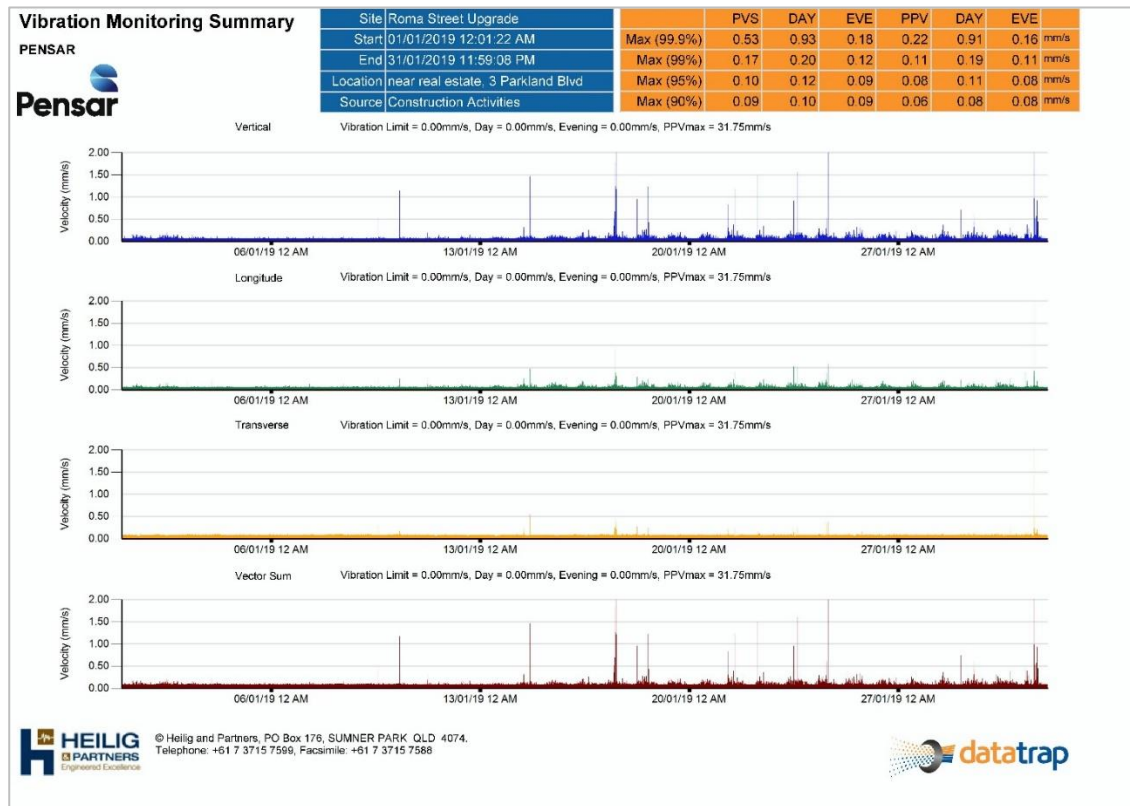 Vibration Monitoring Summary
PENSAR
Pensar
Site Roma Street Upgrade
Start 01/01/2019 12:01:22 AM
End 31/01/2019 11:59:08 PM
Location near real estate, 3 Parkland Blvd
Source Construction Activities
PVS DAY EVE PPV DAY EVE
Max (99.9%) 0.53 0.93 0.18 0.22 0.91 0.16 mm/s
Max (99%) 0.17 0.20 0.12 0.11 0.19 0.11 mm/s
Max (95%) 0.10 0.12 0.09 0.08 0.11 0.08 mm/s
Max (90%) 0.09 0.10 0.09 0.06 0.08 0.08 mm/s
Vertical Vibration Limit = 0.00mm/s, Day = 0.00mm/s, Evening = 0.00mm/s, PPVmax = 31.75mm/s
Velocity (mm/s)
2.00
1.50
1.00
0.50
0.00
06/01/19 12 AM 13/01/19 12 AM 20/01/19 12 AM 27/01/19 12 AM
Longitude Vibration Limit = 0.00mm/s, Day = 0.00mm/s, Evening = 0.00mm/s, PPVmax = 31.75mm/s
Velocity (mm/s)
2.00
1.50
1.00
0.50
0.00
06/01/19 12 AM 13/01/19 12 AM 20/01/19 12 AM 27/01/19 12 AM
Transverse Vibration Limit = 0.00mm/s, Day = 0.00mm/s, Evening = 0.00mm/s, PPVmax = 31.75mm/s
Velocity (mm/s)
2.00
1.50
1.00
0.50
0.00
06/01/19 12 AM 13/01/19 12 AM 20/01/19 12 AM 27/01/19 12 AM
Vector Sum Vibration Limit = 0.00mm/s, Day = 0.00mm/s, Evening = 0.00mm/s, PPVmax = 31.75mm/s
Velocity (mm/s)
2.00
1.50
1.00
0.50
0.00
06/01/19 12 AM 13/01/19 12 AM 20/01/19 12 AM 27/01/19 12 AM
HEILIG
& PARTNERS
Engineered Excellence
© Heilig and Partners, PO Box 176, SUMNER PARK QLD 4074.
Telephone: +61 7 3715 7599, Facsimile: +61 7 3715 7588
datatrap